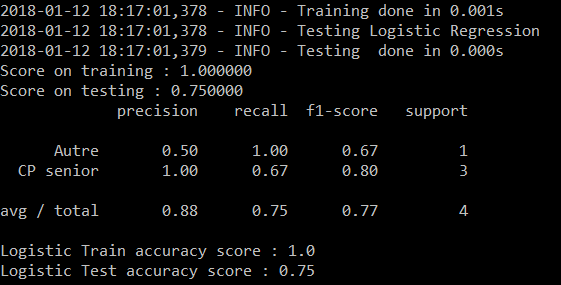 2018-01-12 18:17:01,378 - INFO - Training done in 0.001s
2018-01-12 18:17:01,378 - INFO - Testing Logistic Regression
2018-01-12 18:17:01,379 - INFO - Testing  done in 0.000s
Score on training : 1.000000
Score on testing : 0.750000
             precision    recall  f1-score   support
      Autre       0.50      1.00      0.67         1
  CP senior       1.00      0.67      0.80         3
avg / total       0.88      0.75      0.77         4
Logistic Train accuracy score : 1.0
Logistic Test accuracy score : 0.75